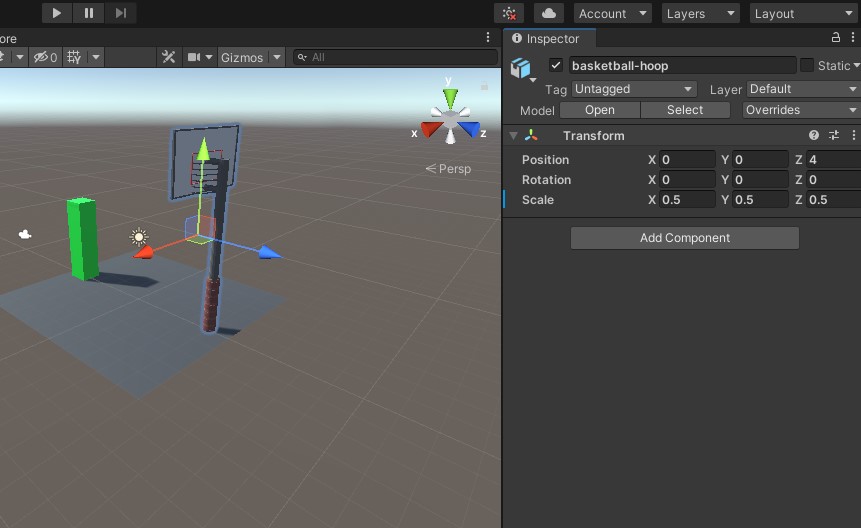 Account Layers Layout
ore
0 Gizmos All
Inspector
basketball-hoop Static
Tag Untagged Layer Default
Model Open Select Overrides
Transform
Position X 0 Y 0 Z 4
Rotation X 0 Y 0 Z 0
Scale X 0.5 Y 0.5 Z 0.5
Add Component
y
x z
Persp